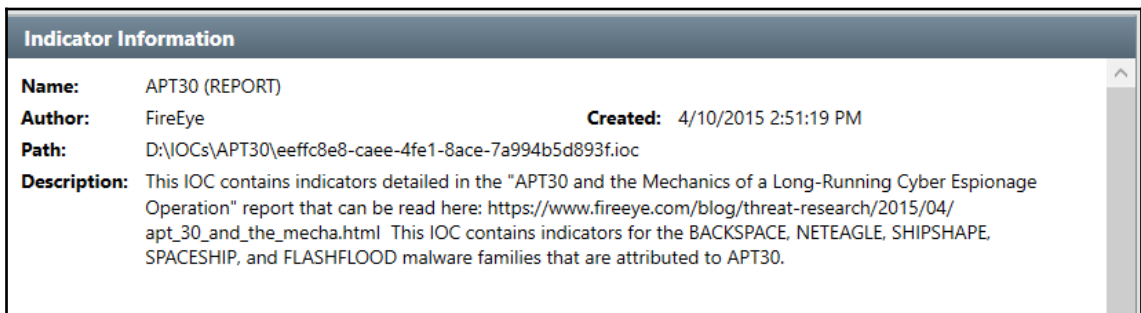 Indicator Information
Name: APT30 (REPORT)
Author: FireEye Created: 4/10/2015 2:51:19 PM
Path: D:\IOCs\APT30\eeffc8e8-caee-4fe1-8ace-7a994b5d893f.ioc
Description: This IOC contains indicators detailed in the "APT30 and the Mechanics of a Long-Running Cyber Espionage
Operation" report that can be read here: https://www.fireeye.com/blog/threat-research/2015/04/
apt_30_and_the_mecha.html  This IOC contains indicators for the BACKSPACE, NETEAGLE, SHIPSHAPE,
SPACESHIP, and FLASHFLOOD malware families that are attributed to APT30.